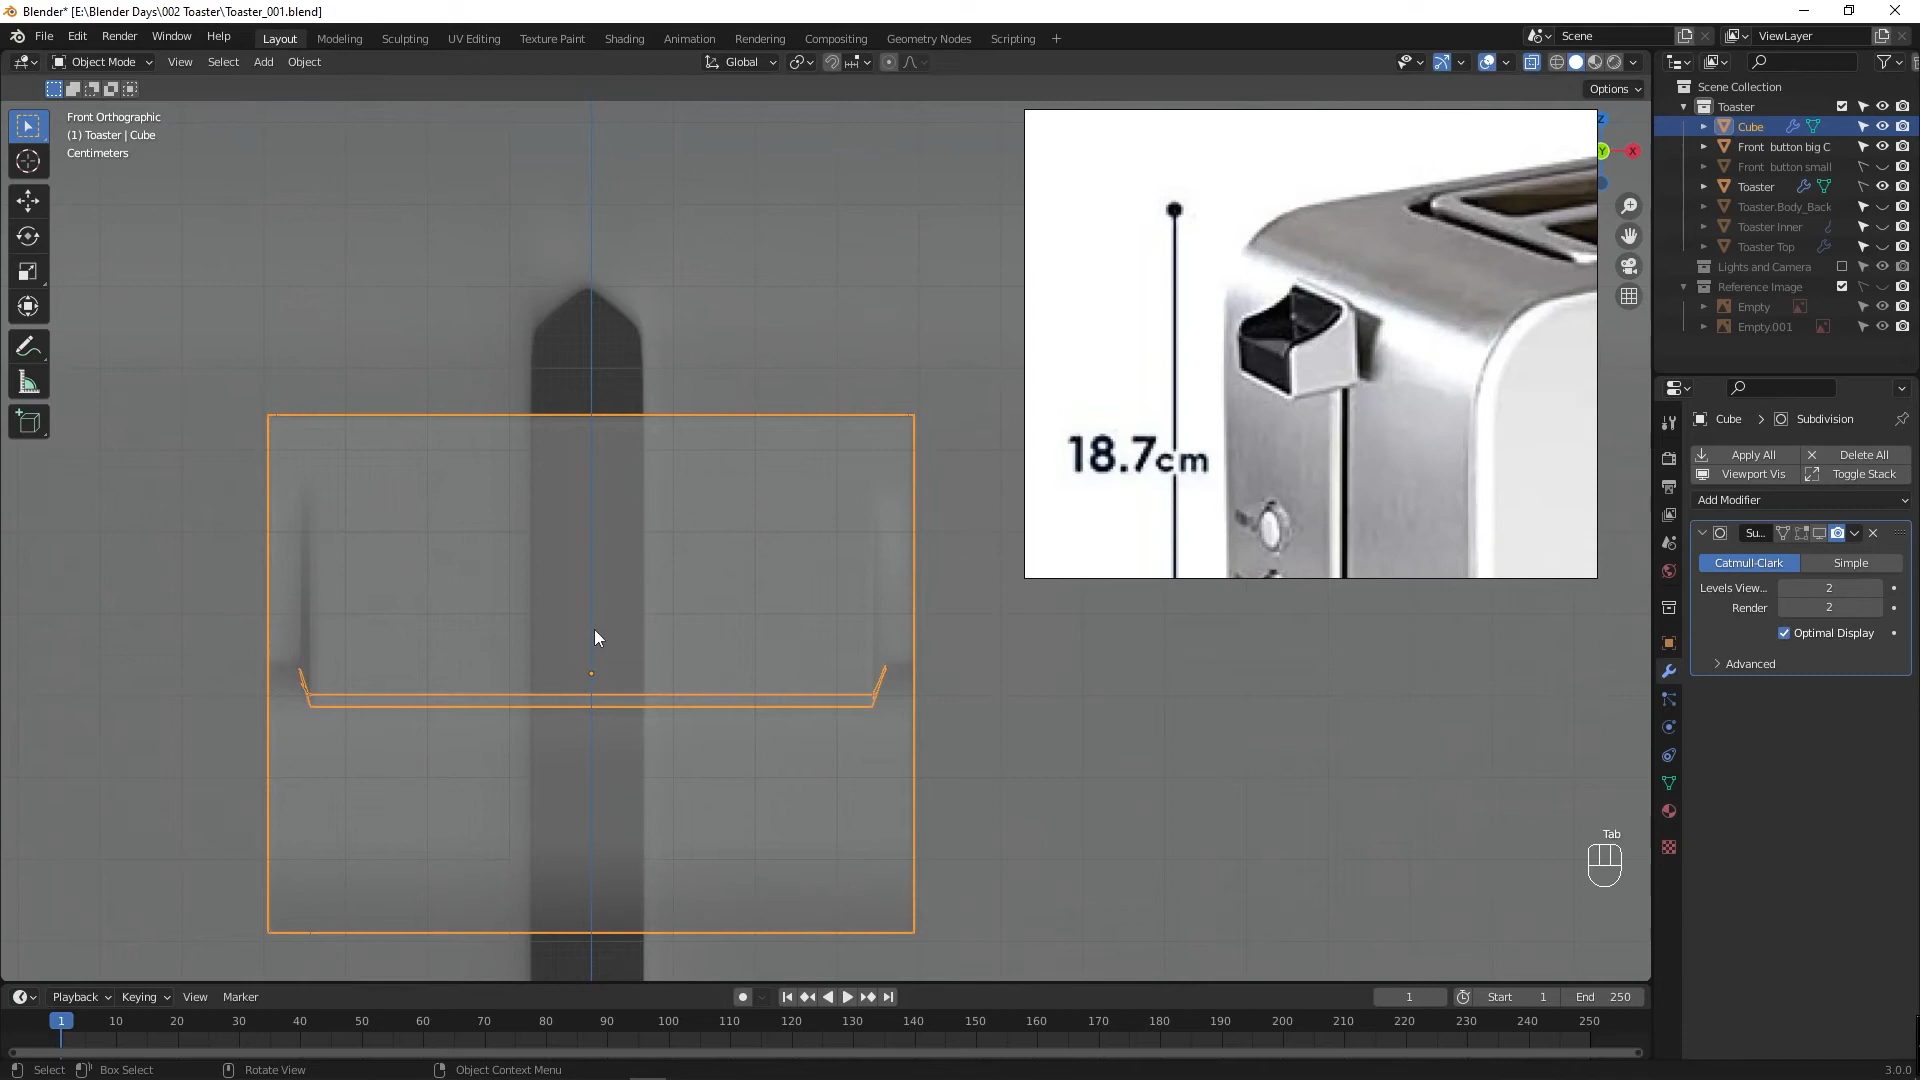 Blender* [E:\Blender Days\002 Toaster\Toaster_001.blend]
File Edit Render Window Help
Layout Modeling Sculpting UV Editing Texture Paint Shading Animation Rendering Compositing Geometry Nodes Scripting +
Scene
ViewLayer
Object Mode View Select Add Object
Global
Options
Front Orthographic
(1) Toaster | Cube
Centimeters
Z
Y
X
18.7cm
Scene Collection
Toaster
Cube
Front button big C
Front button small
Toaster
Toaster.Body_Back
Toaster Inner
Toaster Top
Lights and Camera
Reference Image
Empty
Empty.001
Cube > Subdivision
Apply All Delete All
Viewport Vis Toggle Stack
Add Modifier
Su...
Catmull-Clark Simple
Levels View... 2
Render 2
Optimal Display
Advanced
Tab
Playback Keying View Marker
1 Start 1 End 250
1 10 20 30 40 50 60 70 80 90 100 110 120 130 140 150 160 170 180 190 200 210 220 230 240 250
Select Box Select Rotate View Object Context Menu
3.0.0